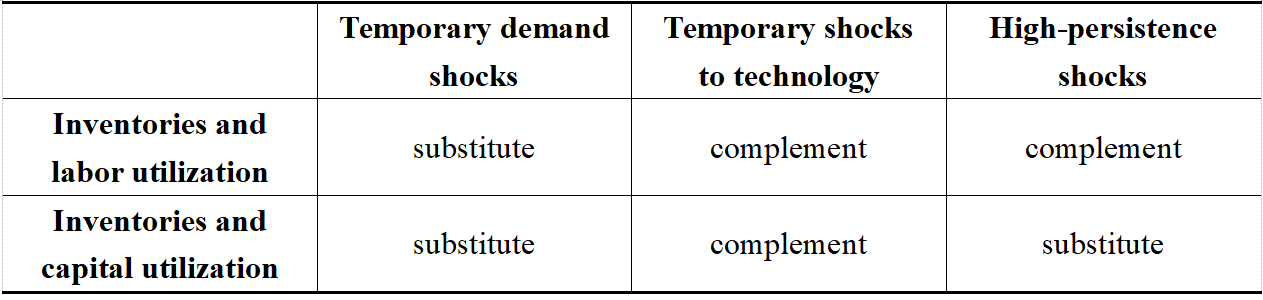 Temporary demand shocks
Temporary shocks to technology
High-persistence shocks
Inventories and labor utilization
substitute
complement
complement
Inventories and capital utilization
substitute
complement
substitute